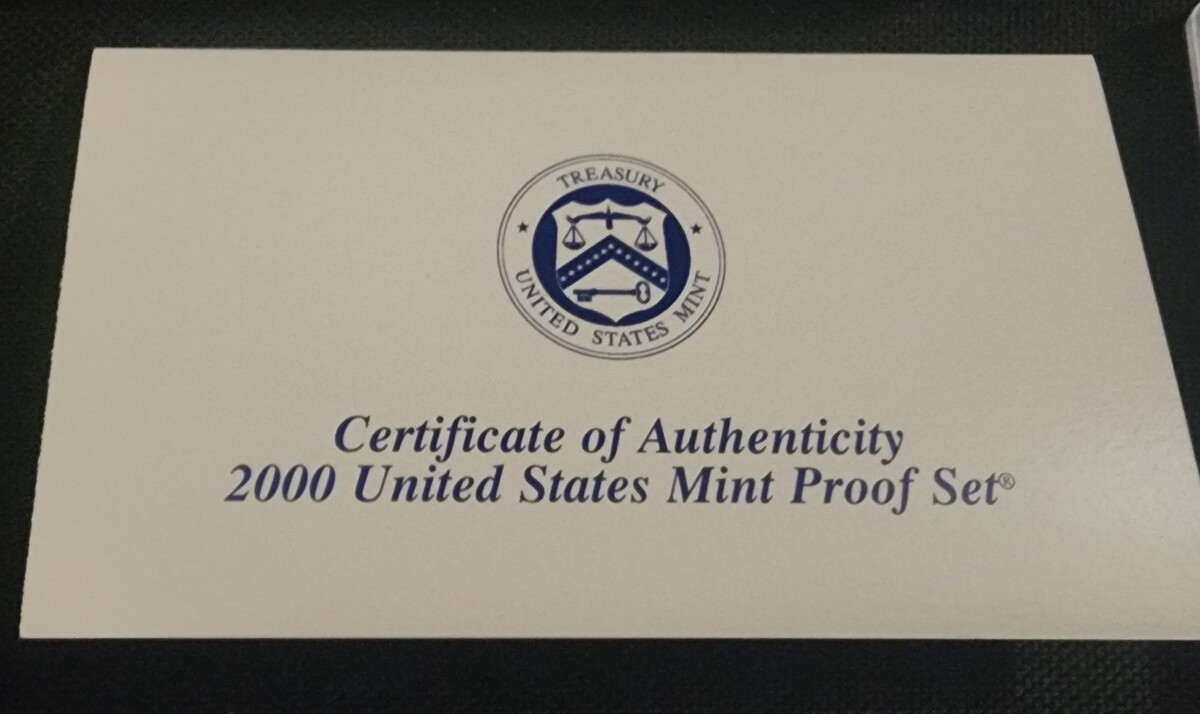 TREASURY
UNITED STATES MINT
Certificate of Authenticity
2000 United States Mint Proof Set®